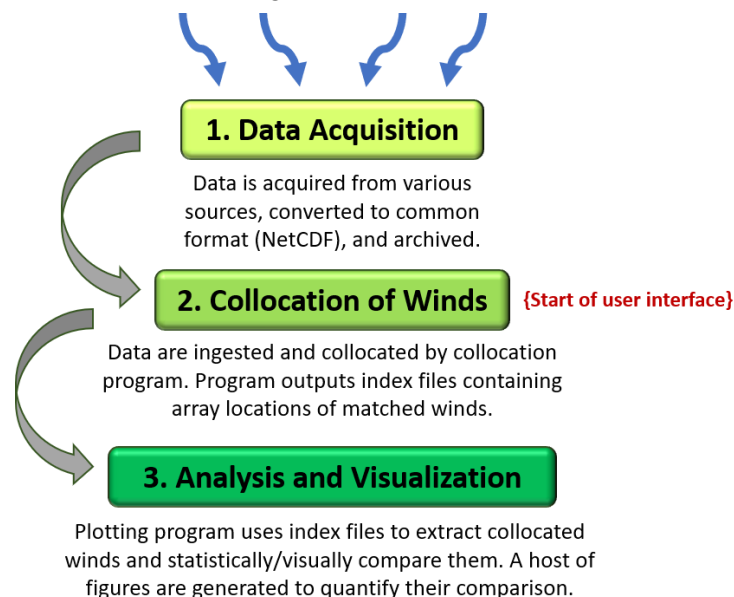 1. Data Acquisition
Data is acquired from various
sources, converted to common
format (NetCDF), and archived.
2. Collocation of Winds
{Start of user interface}
Data are ingested and collocated by collocation
program. Program outputs index files containing
array locations of matched winds.
3. Analysis and Visualization
Plotting program uses index files to extract collocated
winds and statistically/visually compare them. A host of
figures are generated to quantify their comparison.